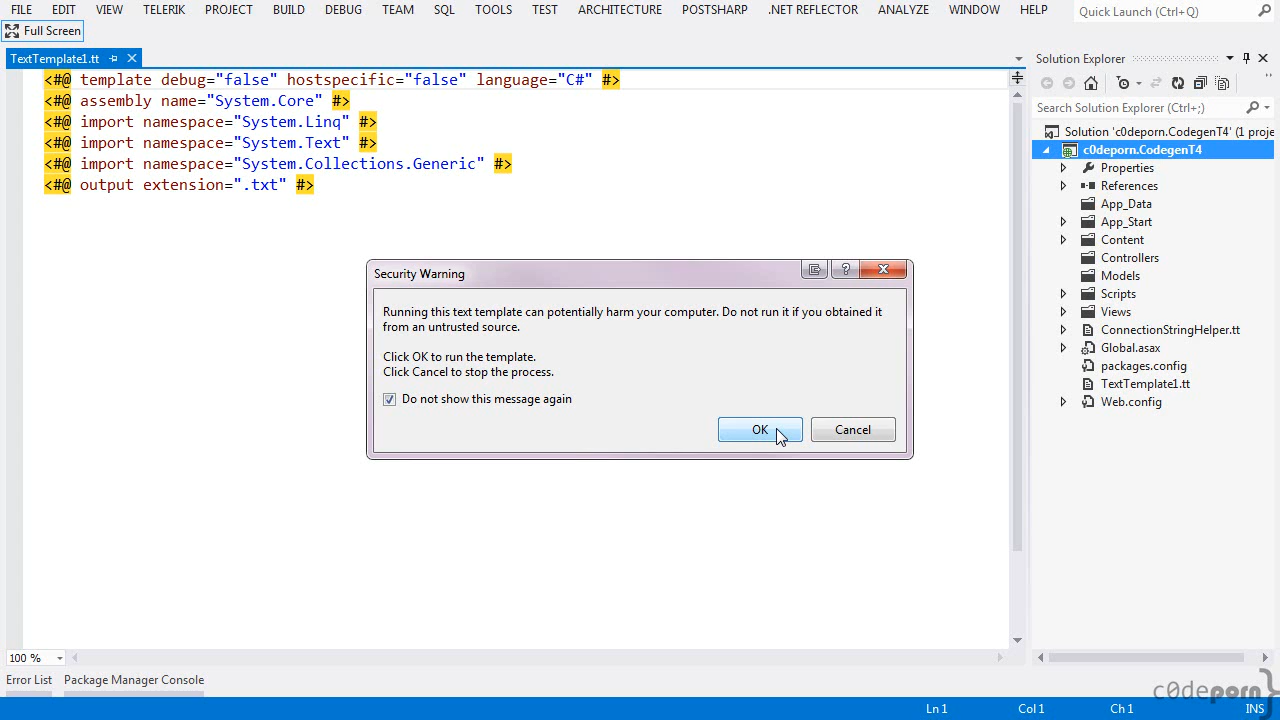 FILE EDIT VIEW TELERIK PROJECT BUILD DEBUG TEAM SQL TOOLS TEST ARCHITECTURE POSTSHARP .NET REFLECTOR ANALYZE WINDOW HELP Quick Launch (Ctrl+Q)
Full Screen
TextTemplate1.tt
<#@ template debug="false" hostspecific="false" language="C#" #>
<#@ assembly name="System.Core" #>
<#@ import namespace="System.Linq" #>
<#@ import namespace="System.Text" #>
<#@ import namespace="System.Collections.Generic" #>
<#@ output extension=".txt" #>
Security Warning
Running this text template can potentially harm your computer. Do not run it if you obtained it
from an untrusted source.
Click OK to run the template.
Click Cancel to stop the process.
Do not show this message again
OK Cancel
Solution Explorer
Search Solution Explorer (Ctrl+;)
Solution 'c0deporn.CodegenT4' (1 proje
c0deporn.CodegenT4
Properties
References
App_Data
App_Start
Content
Controllers
Models
Scripts
Views
ConnectionStringHelper.tt
Global.asax
packages.config
TextTemplate1.tt
Web.config
100 %
Error List Package Manager Console
c0deporn
Ln 1 Col 1 Ch 1 INS